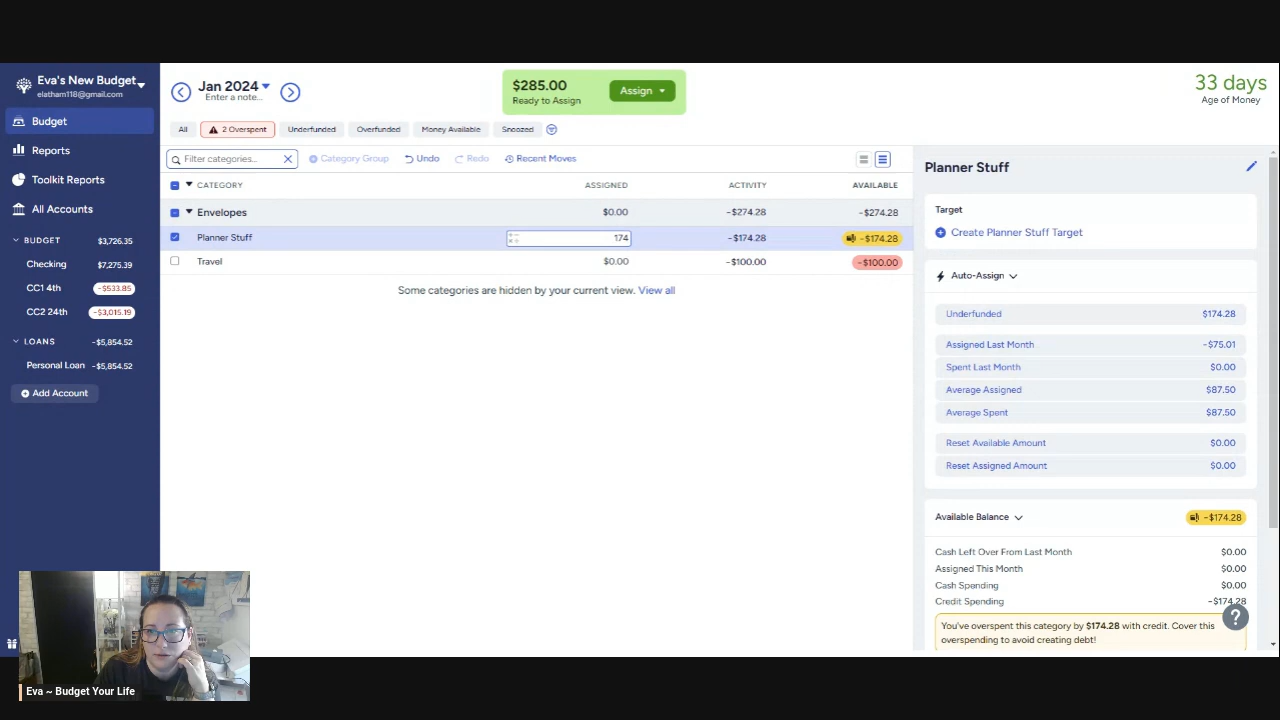 Eva's New Budget
elatham118@gmail.com
Budget
Reports
Toolkit Reports
All Accounts
BUDGET $3,726.35
Checking $7,275.39
CC1 4th -$533.85
CC2 24th -$3,015.19
LOANS -$5,854.52
Personal Loan -$5,854.52
Add Account
Jan 2024
Enter a note...
$285.00
Ready to Assign
Assign
33 days
Age of Money
All
2 Overspent
Underfunded
Overfunded
Money Available
Snoozed
Filter categories...
Category Group
Undo
Redo
Recent Moves
CATEGORY ASSIGNED ACTIVITY AVAILABLE
Envelopes $0.00 -$274.28 -$274.28
Planner Stuff 174 -$174.28 -$174.28
Travel $0.00 -$100.00 -$100.00
Some categories are hidden by your current view. View all
Planner Stuff
Target
Create Planner Stuff Target
Auto-Assign
Underfunded $174.28
Assigned Last Month -$75.01
Spent Last Month $0.00
Average Assigned $87.50
Average Spent $87.50
Reset Available Amount $0.00
Reset Assigned Amount $0.00
Available Balance -$174.28
Cash Left Over From Last Month $0.00
Assigned This Month $0.00
Cash Spending $0.00
Credit Spending -$174.28
You've overspent this category by $174.28 with credit. Cover this
overspending to avoid creating debt!
?
Eva ~ Budget Your Life